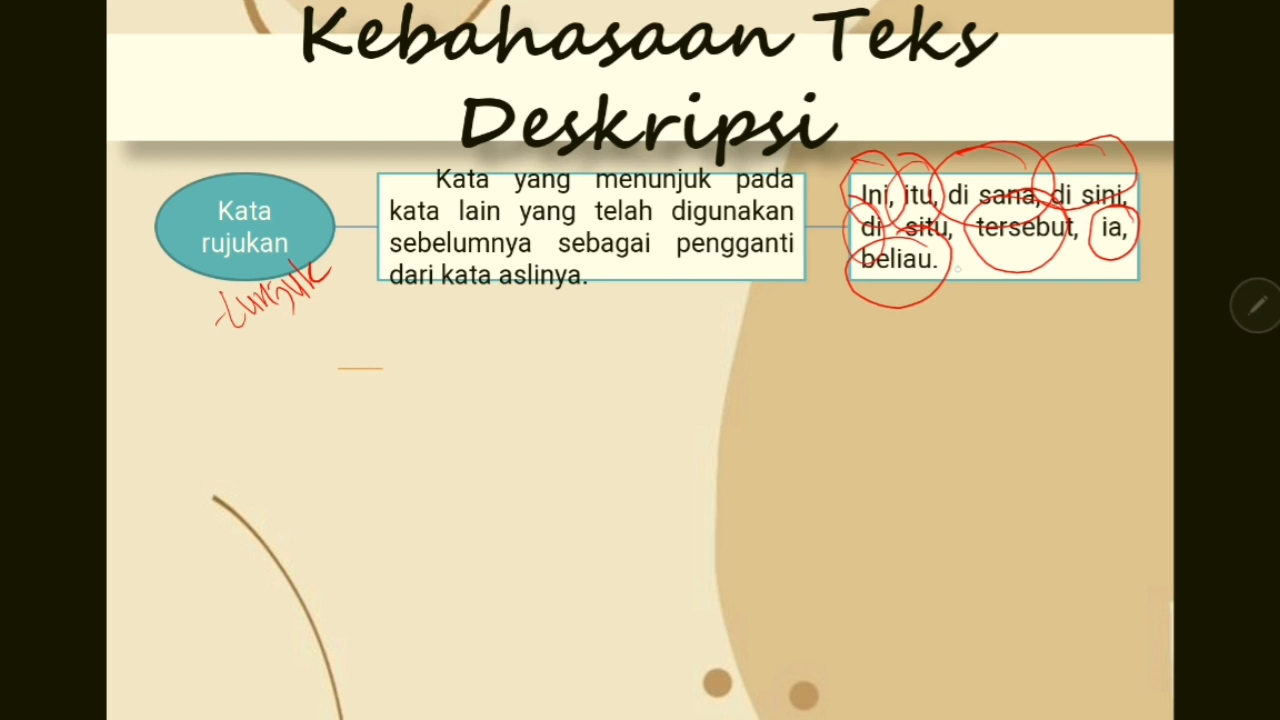 Kebahasaan Teks
Deskripsi
Kata
rujukan
Kata yang menunjuk pada
kata lain yang telah digunakan
sebelumnya sebagai pengganti
dari kata aslinya.
Ini, itu, di sana, di sini,
di situ, tersebut, ia,
beliau.